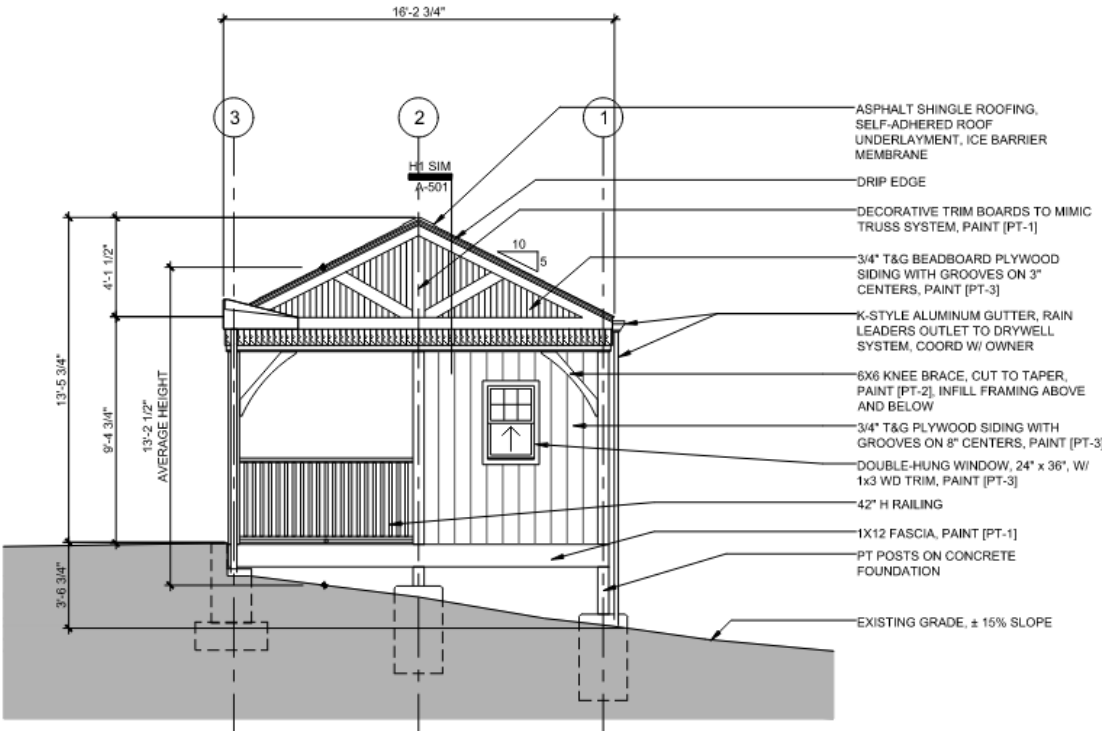 16'-2 3/4"
3
2
1
H1 SIM
A-501
10
5
4'-1 1/2"
13'-5 3/4"
9'-4 3/4"
13'-2 1/2"
AVERAGE HEIGHT
3'-6 3/4"
ASPHALT SHINGLE ROOFING,
SELF-ADHERED ROOF
UNDERLAYMENT, ICE BARRIER
MEMBRANE
DRIP EDGE
DECORATIVE TRIM BOARDS TO MIMIC
TRUSS SYSTEM, PAINT [PT-1]
3/4" T&G BEADBOARD PLYWOOD
SIDING WITH GROOVES ON 3"
CENTERS, PAINT [PT-3]
K-STYLE ALUMINUM GUTTER, RAIN
LEADERS OUTLET TO DRYWELL
SYSTEM, COORD W/ OWNER
6X6 KNEE BRACE, CUT TO TAPER,
PAINT [PT-2], INFILL FRAMING ABOVE
AND BELOW
3/4" T&G PLYWOOD SIDING WITH
GROOVES ON 8" CENTERS, PAINT [PT-3]
DOUBLE-HUNG WINDOW, 24" x 36", W/
1x3 WD TRIM, PAINT [PT-3]
42" H RAILING
1X12 FASCIA, PAINT [PT-1]
PT POSTS ON CONCRETE
FOUNDATION
EXISTING GRADE, ± 15% SLOPE